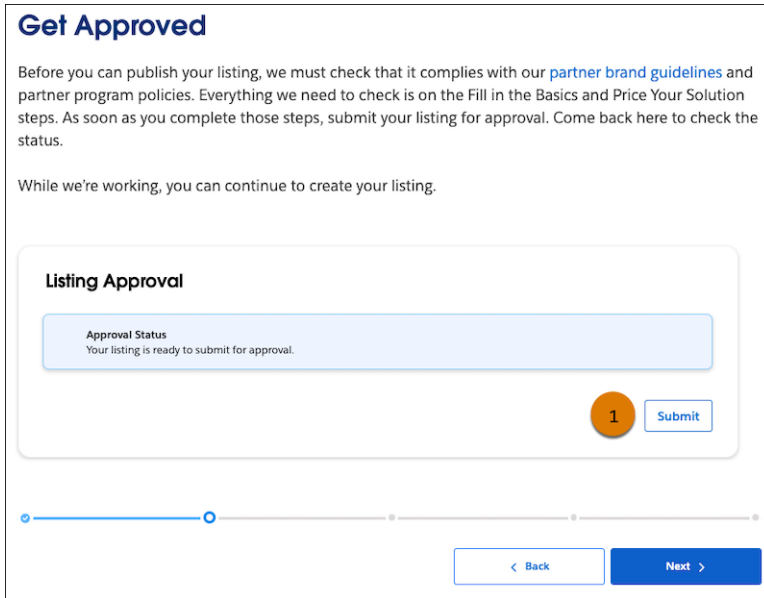 Get Approved
Before you can publish your listing, we must check that it complies with our partner brand guidelines and
partner program policies. Everything we need to check is on the Fill in the Basics and Price Your Solution
steps. As soon as you complete those steps, submit your listing for approval. Come back here to check the
status.
While we’re working, you can continue to create your listing.
Listing Approval
Approval Status
Your listing is ready to submit for approval.
1
Submit
Back
Next